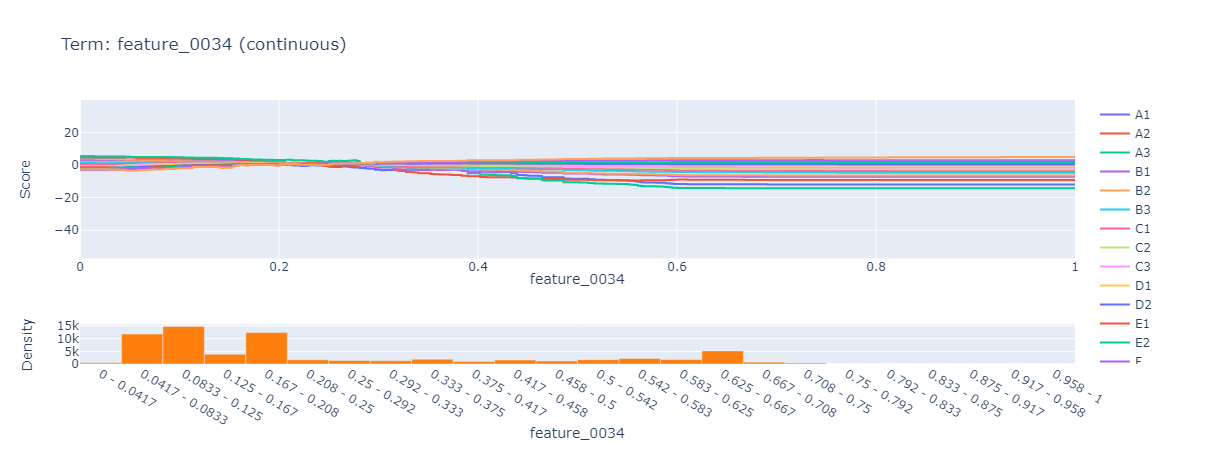 Term: feature_0034 (continuous)
Score
20
0
−20
−40
0
0.2
0.4
0.6
0.8
1
feature_0034
A1
A2
A3
B1
B2
B3
C1
C2
C3
D1
D2
E1
E2
F
Density
15k
10k
5k
0
0 - 0.0417
0.0417 - 0.0833
0.0833 - 0.125
0.125 - 0.167
0.167 - 0.208
0.208 - 0.25
0.25 - 0.292
0.292 - 0.333
0.333 - 0.375
0.375 - 0.417
0.417 - 0.458
0.458 - 0.5
0.5 - 0.542
0.542 - 0.583
0.583 - 0.625
0.625 - 0.667
0.667 - 0.708
0.708 - 0.75
0.75 - 0.792
0.792 - 0.833
0.833 - 0.875
0.875 - 0.917
0.917 - 0.958
0.958 - 1
feature_0034